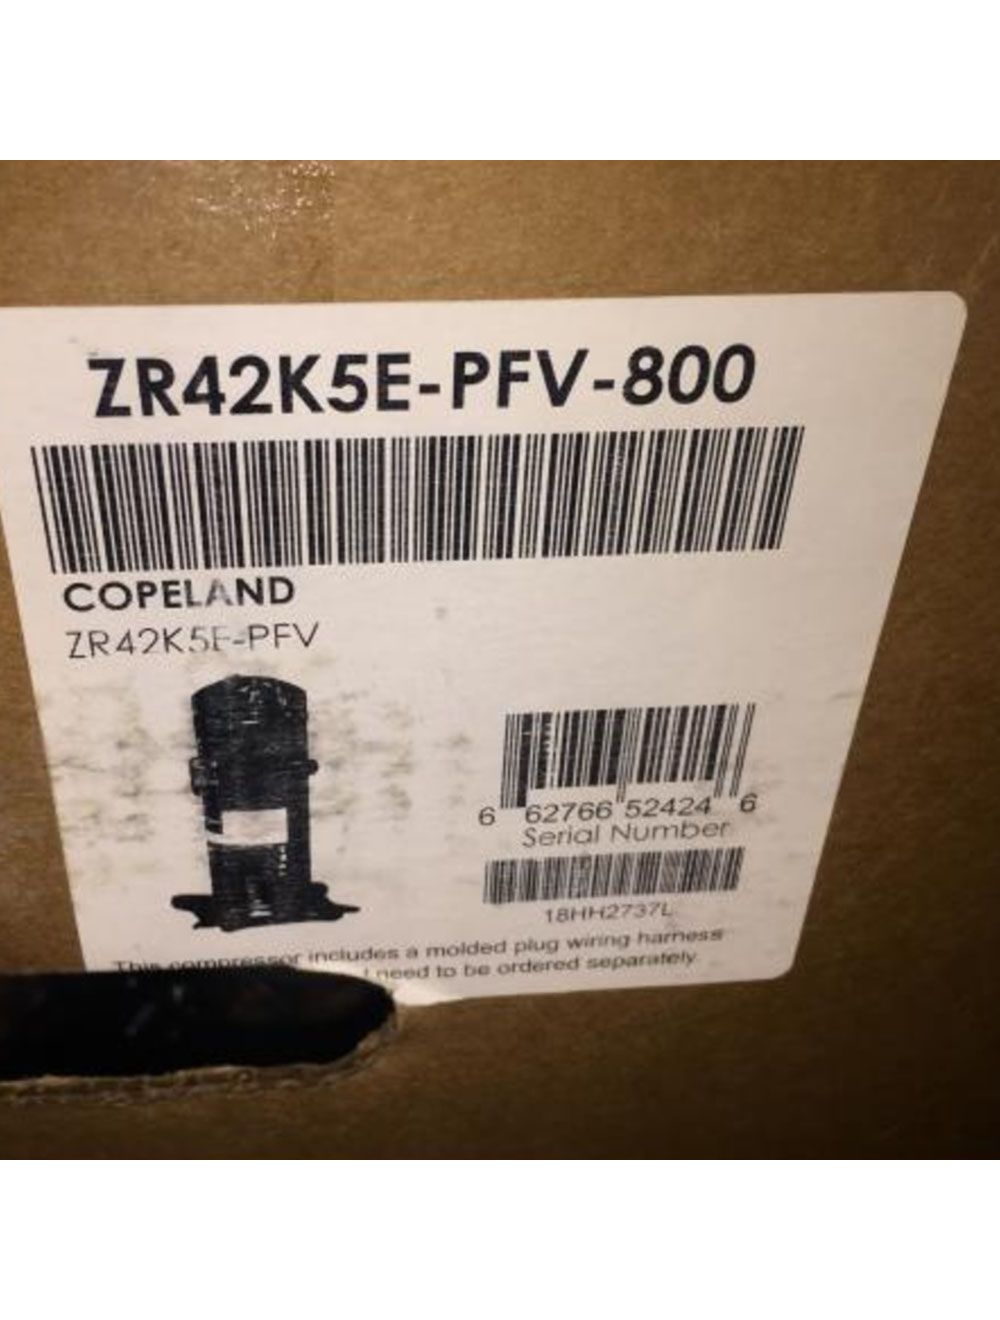 ZR42K5E-PFV-800
COPELAND
ZR42K5E-PFV
6 62766 52424 6
Serial Number
18HH2737L
This compressor includes a molded plug wiring harness
need to be ordered separately.